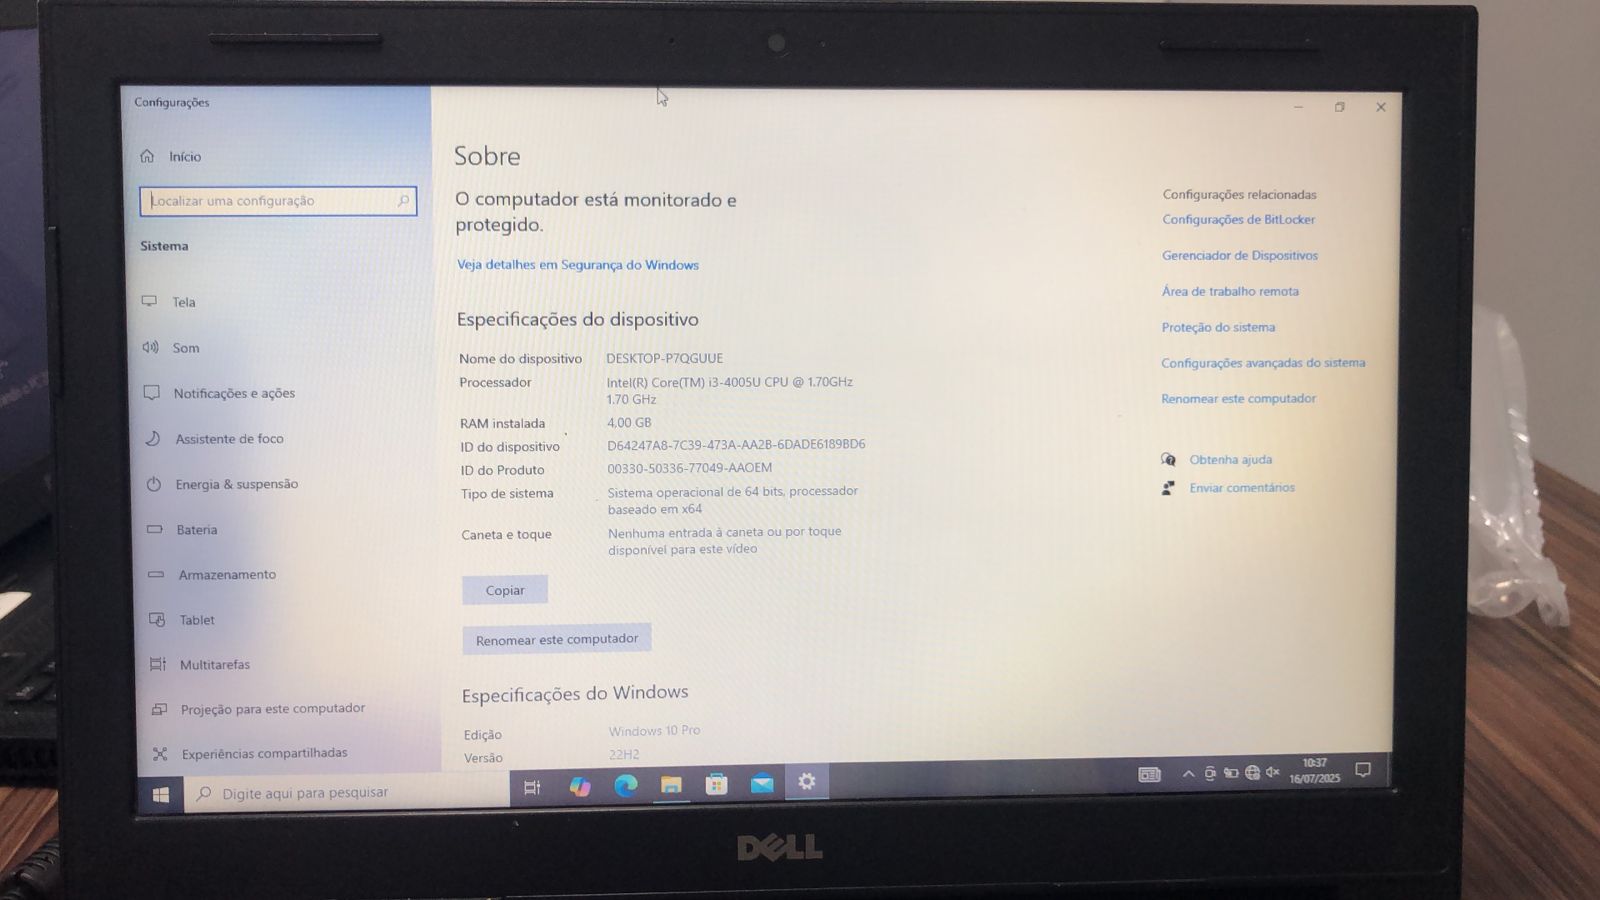 Configurações
Início
Localizar uma configuração
Sistema
Tela
Som
Notificações e ações
Assistente de foco
Energia & suspensão
Bateria
Armazenamento
Tablet
Multitarefas
Projeção para este computador
Experiências compartilhadas
Sobre
O computador está monitorado e
protegido.
Veja detalhes em Segurança do Windows
Especificações do dispositivo
Nome do dispositivo DESKTOP-P7QGUUE
Processador Intel(R) Core(TM) i3-4005U CPU @ 1.70GHz
1.70 GHz
RAM instalada 4,00 GB
ID do dispositivo D64247A8-7C39-473A-AA2B-6DADE6189BD6
ID do Produto 00330-50336-77049-AAOEM
Tipo de sistema Sistema operacional de 64 bits, processador
baseado em x64
Caneta e toque Nenhuma entrada à caneta ou por toque
disponível para este vídeo
Copiar
Renomear este computador
Especificações do Windows
Edição Windows 10 Pro
Versão 22H2
Configurações relacionadas
Configurações de BitLocker
Gerenciador de Dispositivos
Área de trabalho remota
Proteção do sistema
Configurações avançadas do sistema
Renomear este computador
Obtenha ajuda
Enviar comentários
Digite aqui para pesquisar
10:37
16/07/2025
DELL